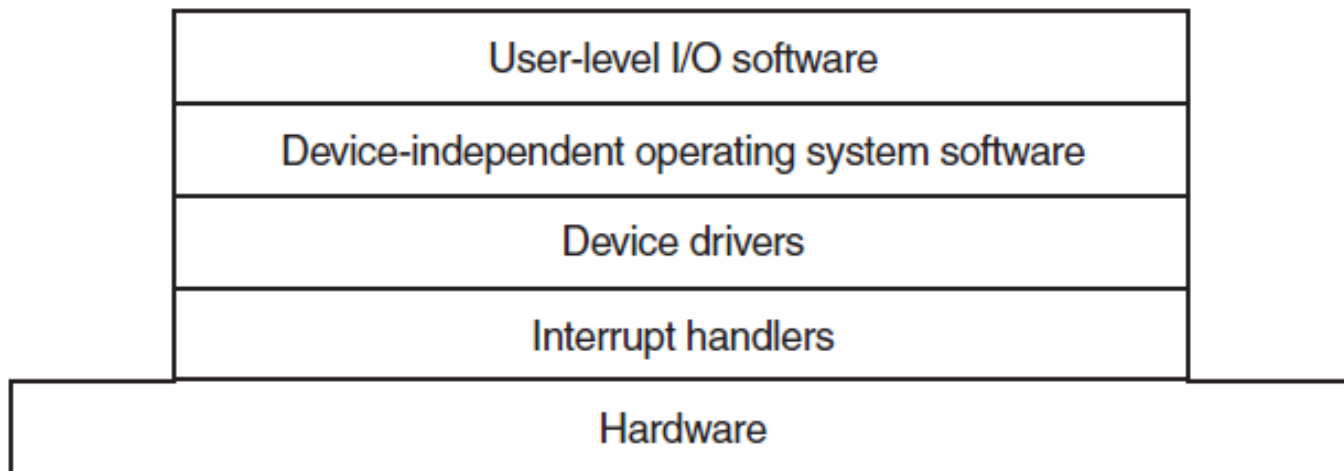 User-level I/O software
Device-independent operating system software
Device drivers
Interrupt handlers
Hardware